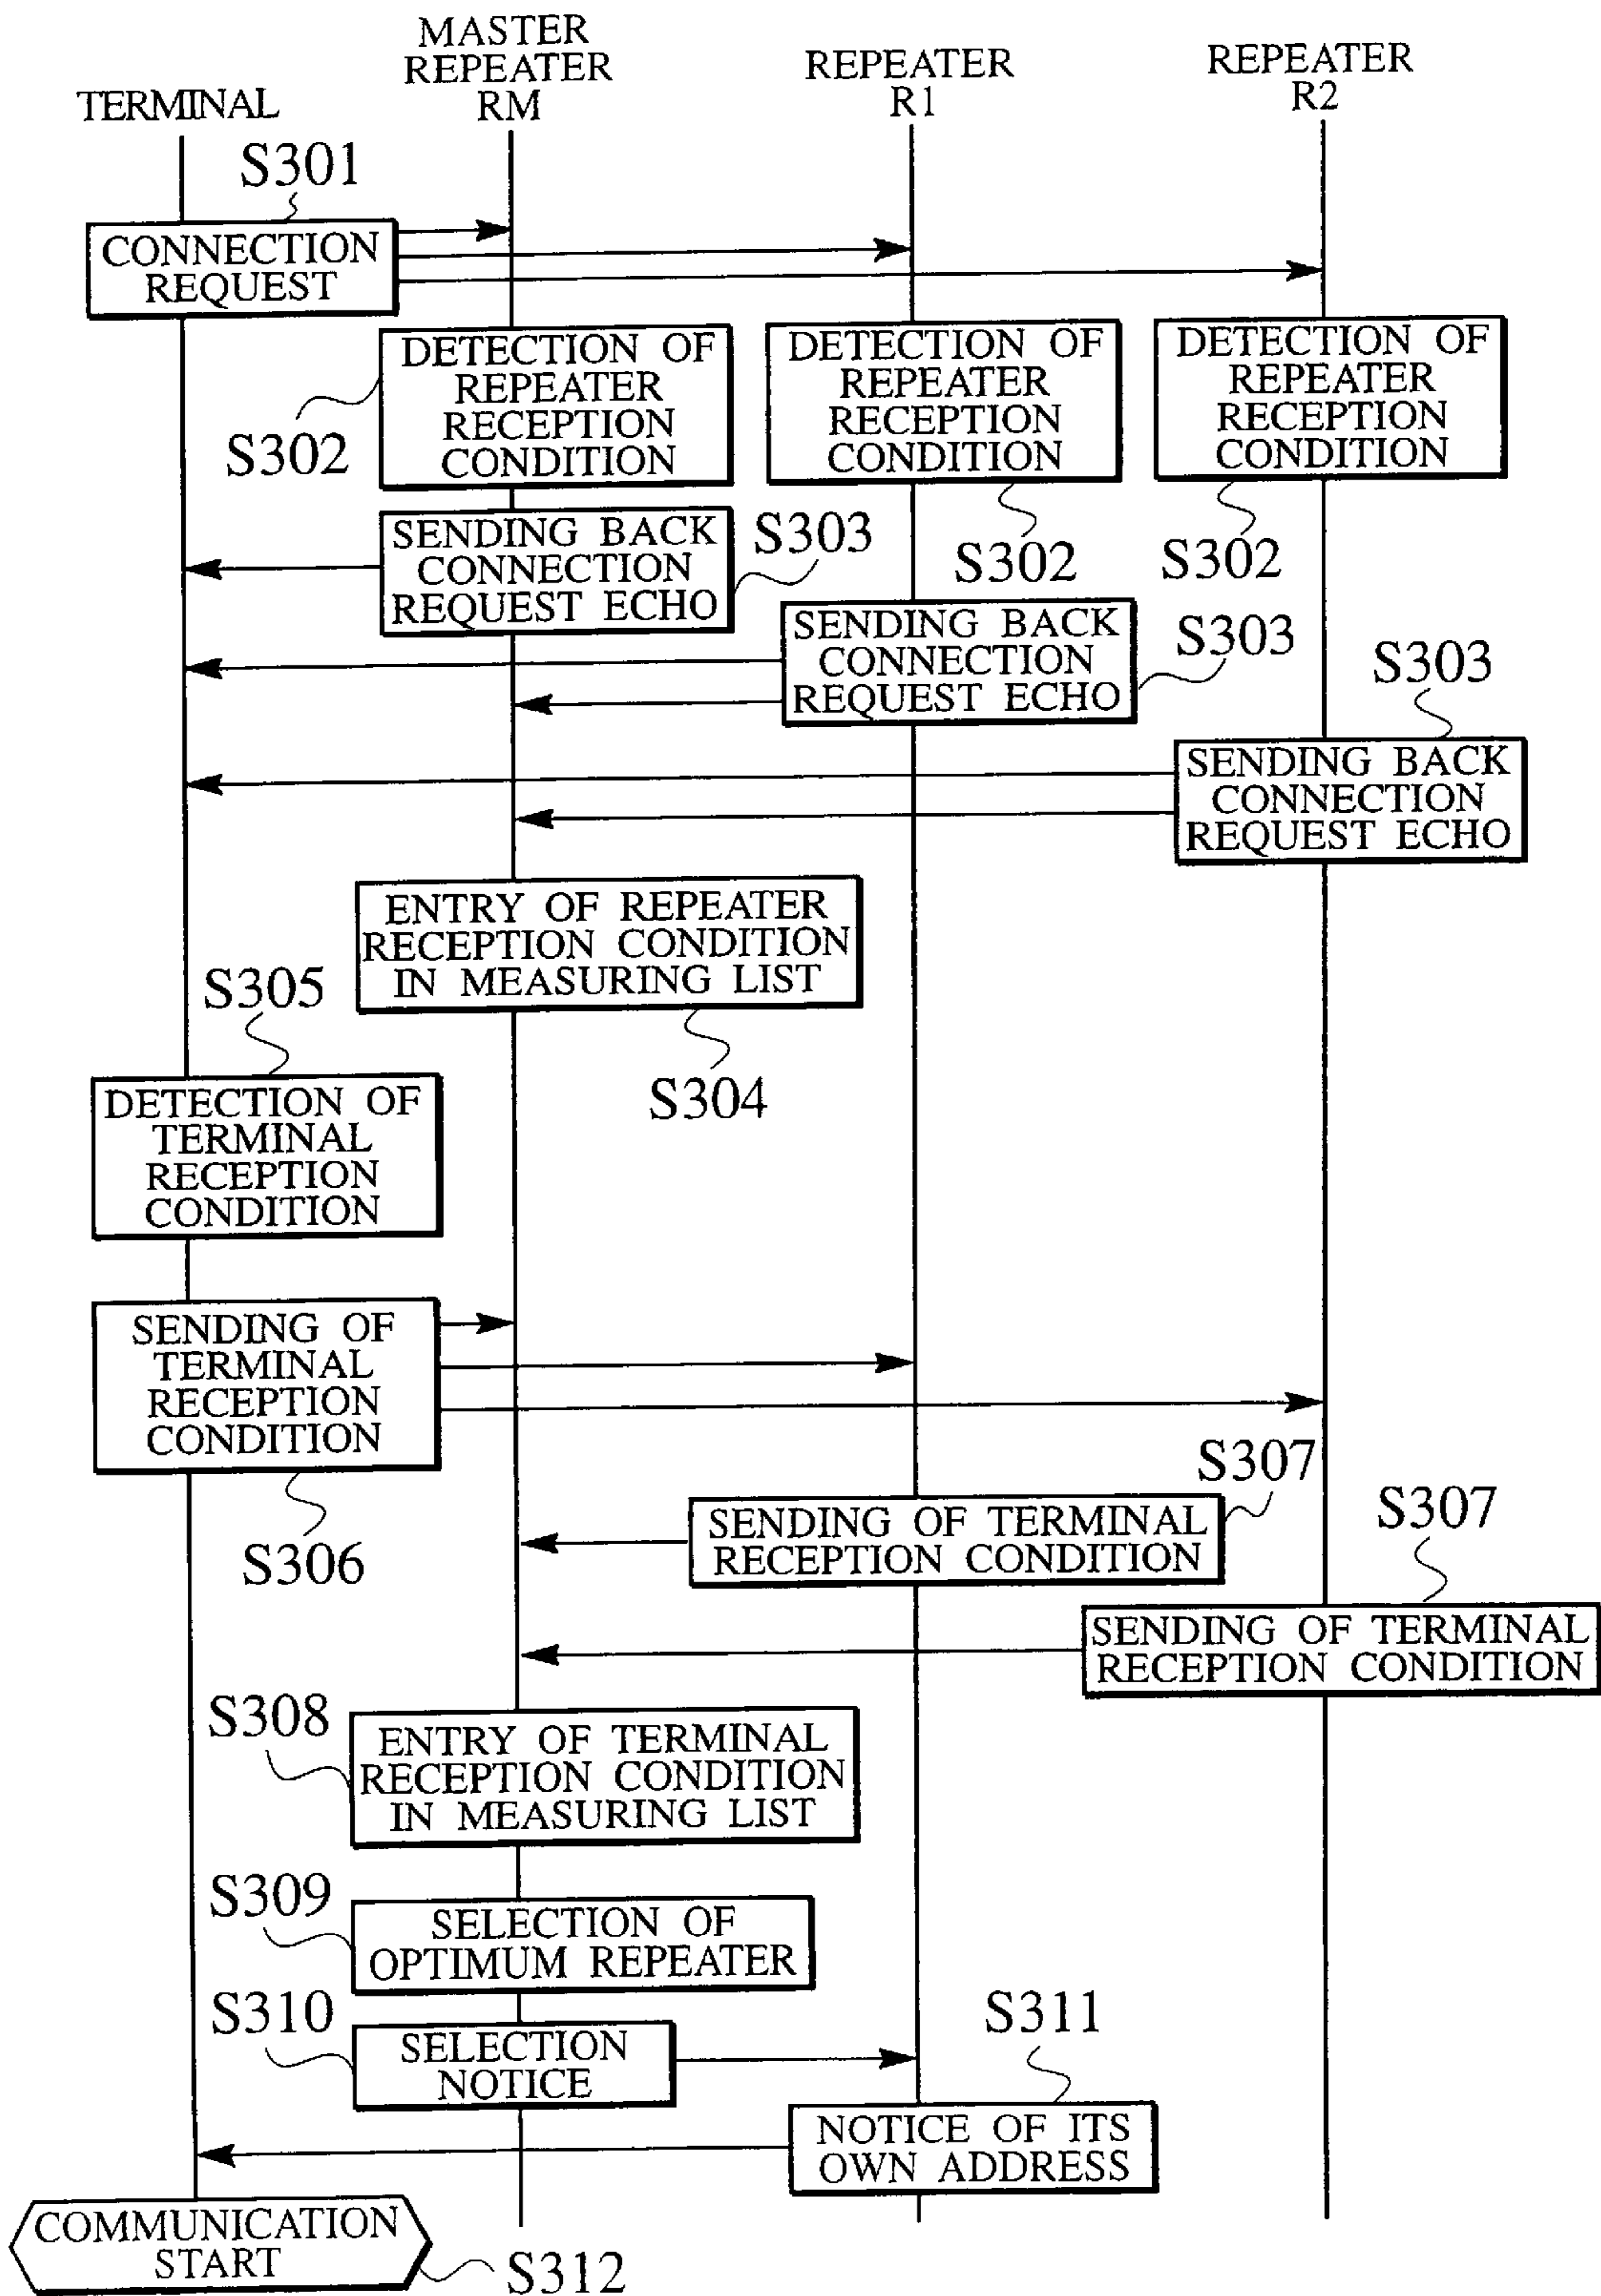 TERMINAL
MASTER
REPEATER
RM
REPEATER
R1
REPEATER
R2
S301
CONNECTION
REQUEST
DETECTION OF
REPEATER
RECEPTION
CONDITION
S302
DETECTION OF
REPEATER
RECEPTION
CONDITION
S302
DETECTION OF
REPEATER
RECEPTION
CONDITION
S302
SENDING BACK
CONNECTION
REQUEST ECHO
S303
SENDING BACK
CONNECTION
REQUEST ECHO
S303
SENDING BACK
CONNECTION
REQUEST ECHO
S303
ENTRY OF REPEATER
RECEPTION CONDITION
IN MEASURING LIST
S304
S305
DETECTION OF
TERMINAL
RECEPTION
CONDITION
SENDING OF
TERMINAL
RECEPTION
CONDITION
S306
SENDING OF TERMINAL
RECEPTION CONDITION
S307
SENDING OF TERMINAL
RECEPTION CONDITION
S307
S308
ENTRY OF TERMINAL
RECEPTION CONDITION
IN MEASURING LIST
S309
SELECTION OF
OPTIMUM REPEATER
S310
SELECTION
NOTICE
S311
NOTICE OF ITS
OWN ADDRESS
COMMUNICATION
START
S312